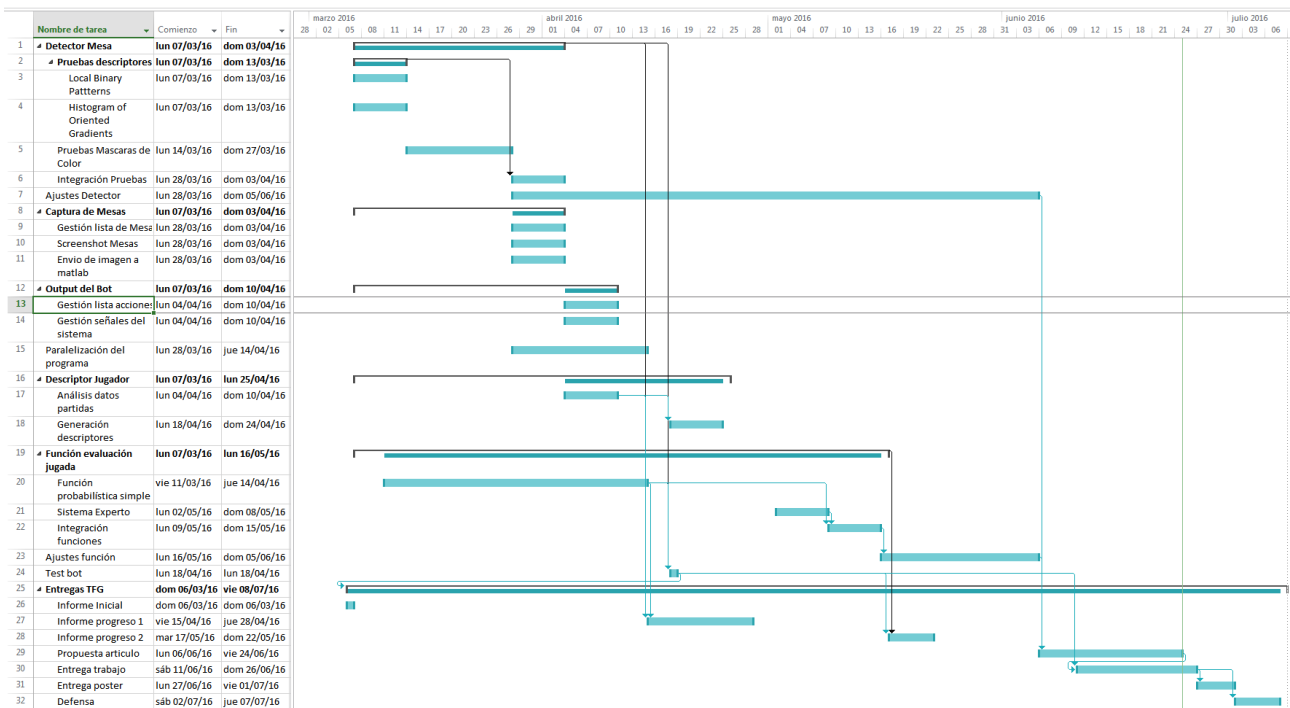 marzo 2016 abril 2016 mayo 2016 junio 2016 julio 2016
Nombre de tarea Comienzo Fin 28 02 05 08 11 14 17 20 23 26 29 01 04 07 10 13 16 19 22 25 28 01 04 07 10 13 16 19 22 25 28 31 03 06 09 12 15 18 21 24 27 30 03 06
1 Detector Mesa lun 07/03/16 dom 03/04/16
2 Pruebas descriptores lun 07/03/16 dom 13/03/16
3 Local Binary lun 07/03/16 dom 13/03/16
Pattterns
4 Histogram of lun 07/03/16 dom 13/03/16
Oriented
Gradients
5 Pruebas Mascaras de lun 14/03/16 dom 27/03/16
Color
6 Integración Pruebas lun 28/03/16 dom 03/04/16
7 Ajustes Detector lun 28/03/16 dom 05/06/16
8 Captura de Mesas lun 07/03/16 dom 03/04/16
9 Gestión lista de Mesa lun 28/03/16 dom 03/04/16
10 Screenshot Mesas lun 28/03/16 dom 03/04/16
11 Envio de imagen a lun 28/03/16 dom 03/04/16
matlab
12 Output del Bot lun 07/03/16 dom 10/04/16
13 Gestión lista acciones lun 04/04/16 dom 10/04/16
14 Gestión señales del lun 04/04/16 dom 10/04/16
sistema
15 Paralelización del lun 28/03/16 jue 14/04/16
programa
16 Descriptor Jugador lun 07/03/16 lun 25/04/16
17 Análisis datos lun 04/04/16 dom 10/04/16
partidas
18 Generación lun 18/04/16 dom 24/04/16
descriptores
19 Función evaluación lun 07/03/16 lun 16/05/16
jugada
20 Función vie 11/03/16 jue 14/04/16
probabilística simple
21 Sistema Experto lun 02/05/16 dom 08/05/16
22 Integración lun 09/05/16 dom 15/05/16
funciones
23 Ajustes función lun 16/05/16 dom 05/06/16
24 Test bot lun 18/04/16 lun 18/04/16
25 Entregas TFG dom 06/03/16 vie 08/07/16
26 Informe Inicial dom 06/03/16 dom 06/03/16
27 Informe progreso 1 vie 15/04/16 jue 28/04/16
28 Informe progreso 2 mar 17/05/16 dom 22/05/16
29 Propuesta articulo lun 06/06/16 vie 24/06/16
30 Entrega trabajo sáb 11/06/16 dom 26/06/16
31 Entrega poster lun 27/06/16 vie 01/07/16
32 Defensa sáb 02/07/16 jue 07/07/16